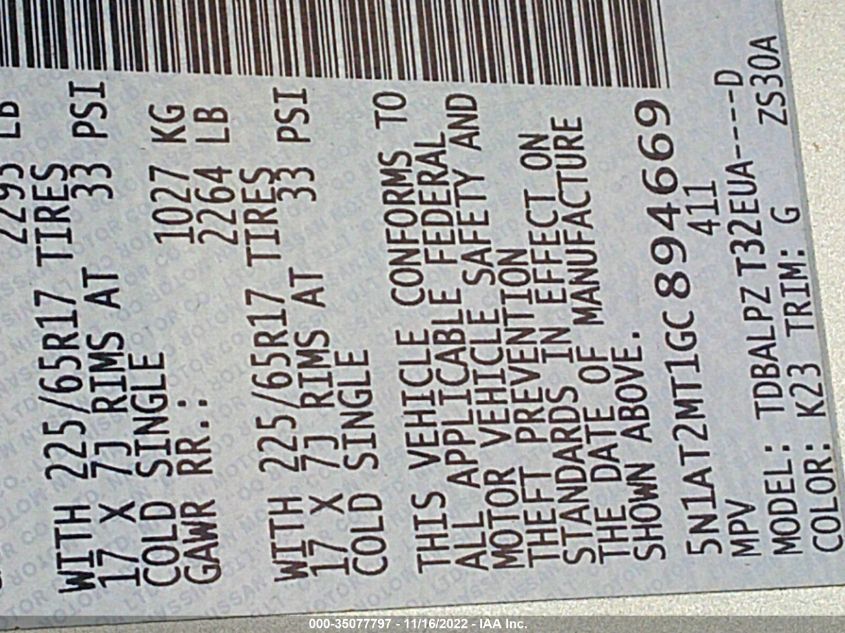 2293 LB
WITH 225/65R17 TIRES
17 X 7J RIMS AT 33 PSI
COLD SINGLE
GAWR RR.: 1027 KG
2264 LB
WITH 225/65R17 TIRES
17 X 7J RIMS AT 33 PSI
COLD SINGLE
THIS VEHICLE CONFORMS TO
ALL APPLICABLE FEDERAL
MOTOR VEHICLE SAFETY AND
THEFT PREVENTION
STANDARDS IN EFFECT ON
THE DATE OF MANUFACTURE
SHOWN ABOVE.
5N1AT2MT1GC894669
MPV 411
MODEL: TDBALPZ T32EUA----D
COLOR: K23 TRIM: G ZS30A
000-35077797 - 11/16/2022 - IAA Inc.